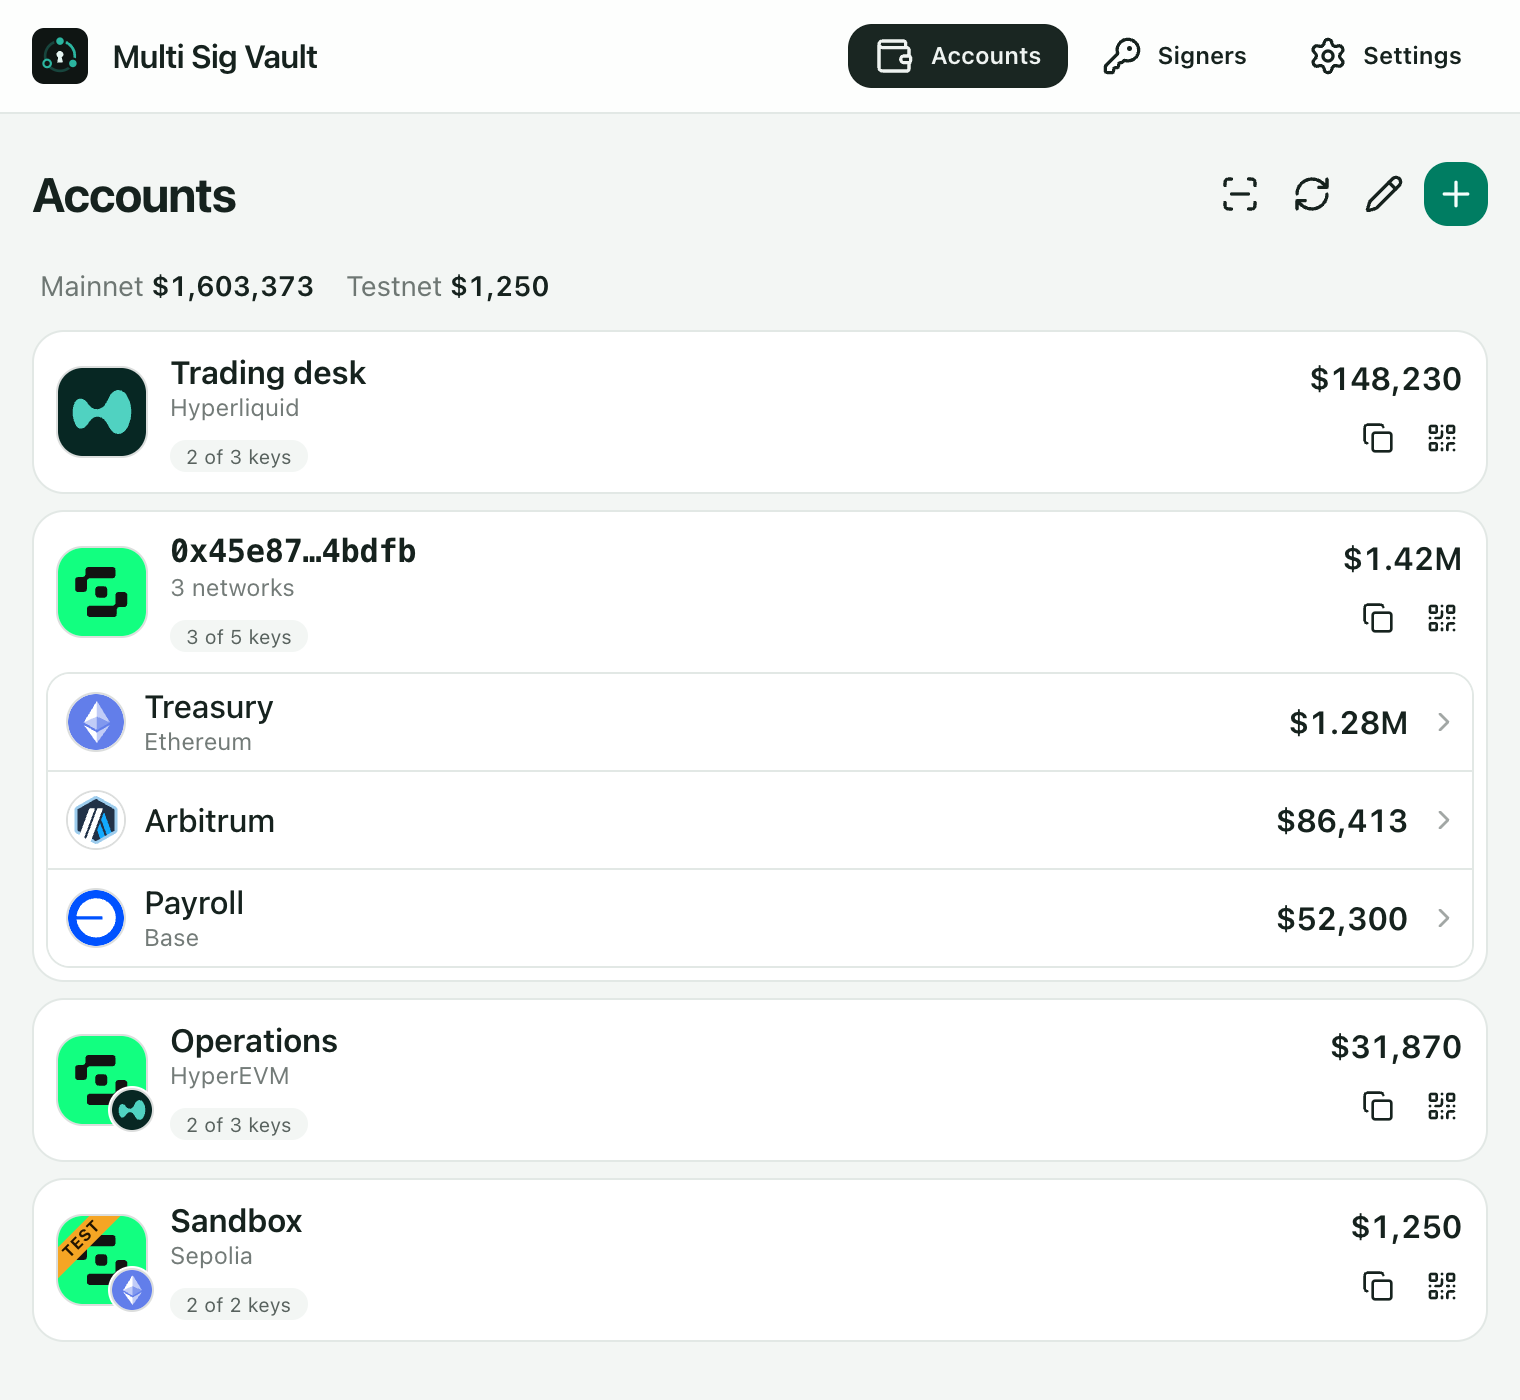 Multi Sig Vault
Accounts
Signers
Settings
Accounts
Mainnet $1,603,373 Testnet $1,250
Trading desk
$148,230
Hyperliquid
2 of 3 keys
0x45e87…4bdfb
$1.42M
3 networks
3 of 5 keys
Treasury
$1.28M
Ethereum
Arbitrum
$86,413
Payroll
$52,300
Base
Operations
$31,870
HyperEVM
2 of 3 keys
TEST
Sandbox
$1,250
Sepolia
2 of 2 keys